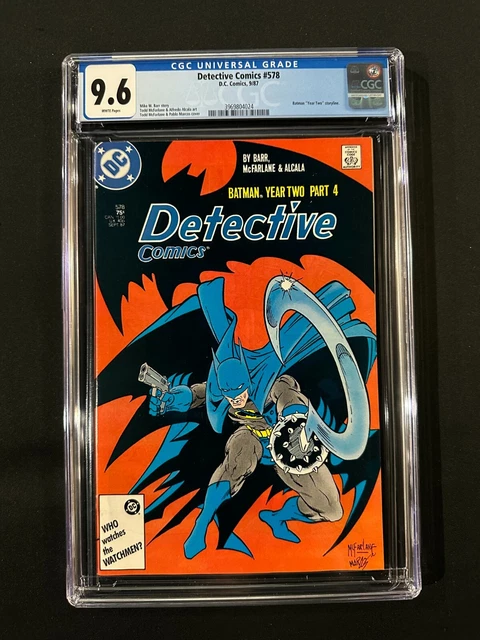 CGC UNIVERSAL GRADE
9.6
WHITE Pages
Detective Comics #578
D.C. Comics, 9/87
Mike W. Barr story
Todd McFarlane & Alfredo Alcala art
Todd McFarlane & Pablo Marcos cover
3969804024
Batman "Year Two" storyline.
CGC
DC
BY BARR,
McFARLANE & ALCALA
BATMAN YEAR TWO PART 4
578
75¢
SEPT 87
Detective
Comics
WHO
watches
the
WATCHMEN?
DC
McFARLANE
MARCOS